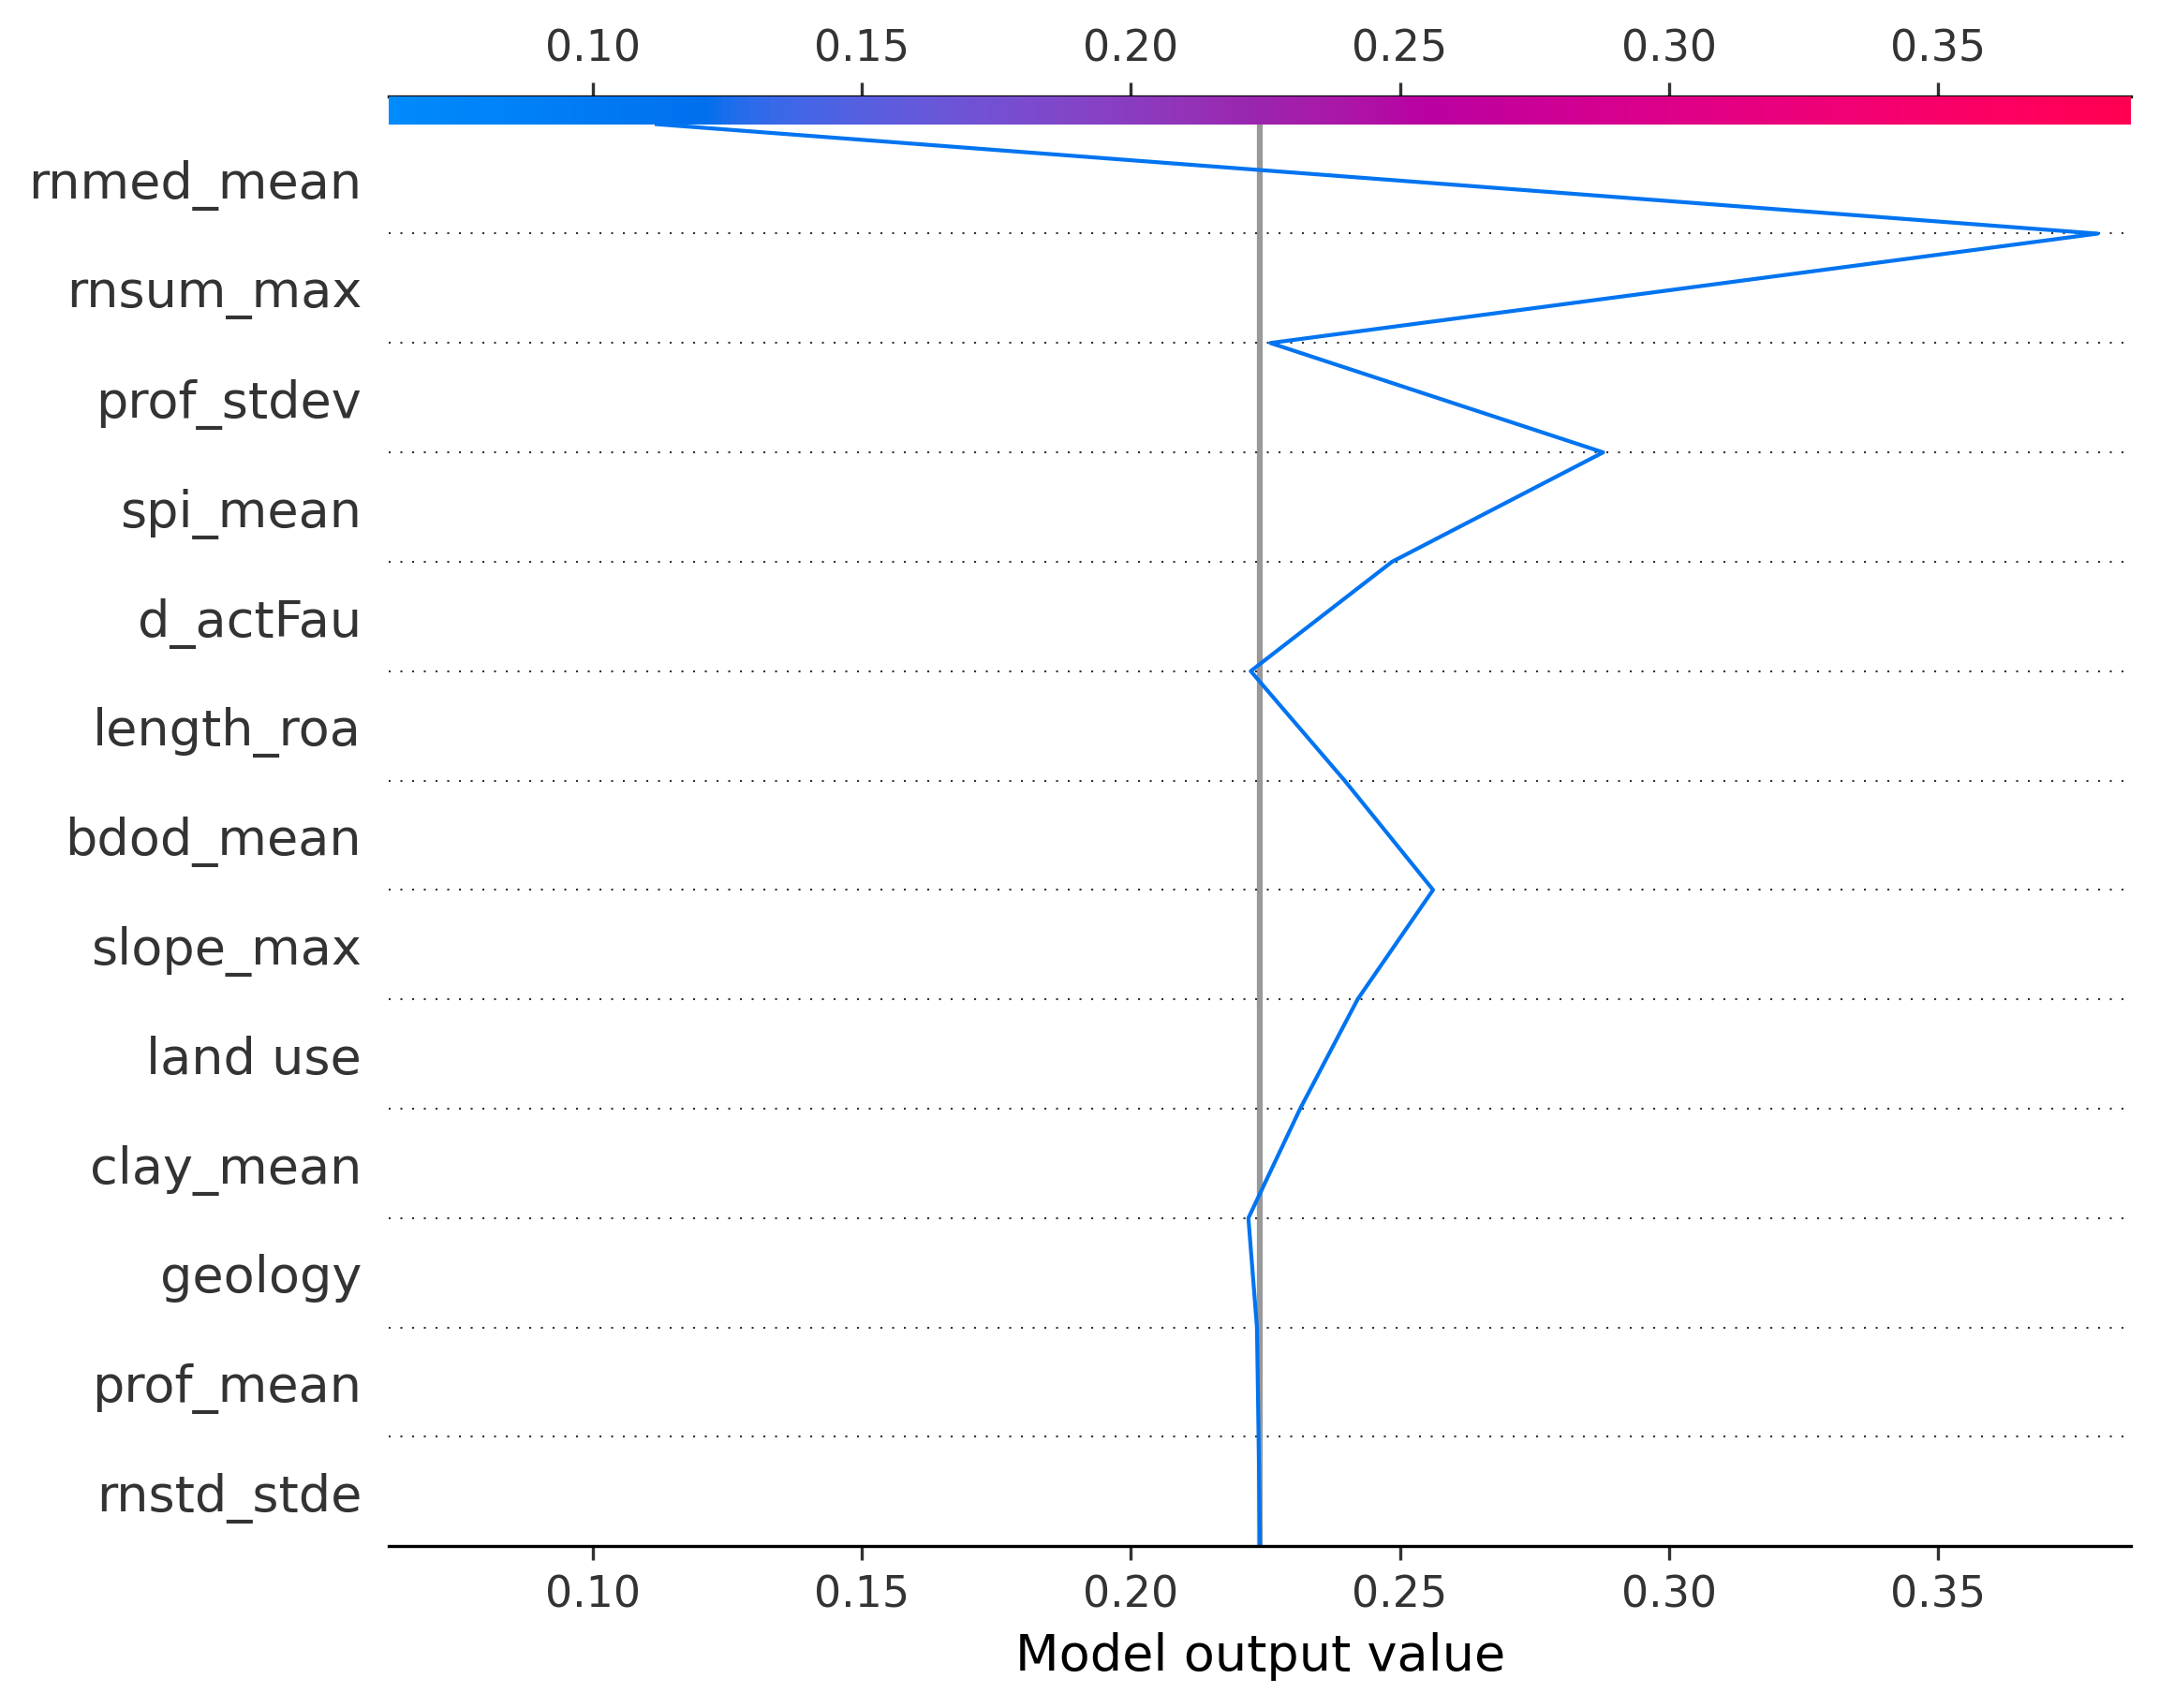 0.10 0.15 0.20 0.25 0.30 0.35
rnmed_mean
rnsum_max
prof_stdev
spi_mean
d_actFau
length_roa
bdod_mean
slope_max
land use
clay_mean
geology
prof_mean
rnstd_stde
0.10 0.15 0.20 0.25 0.30 0.35
Model output value